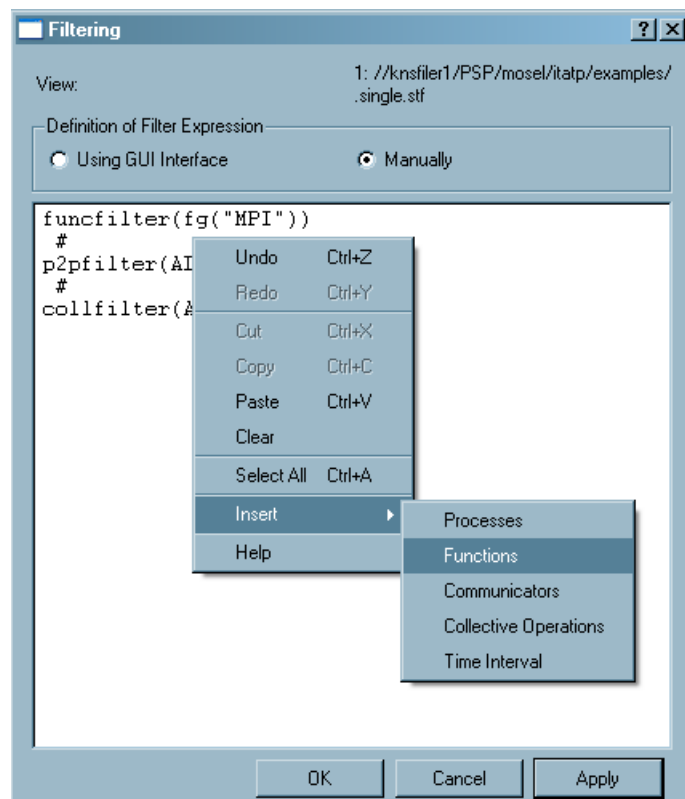 Filtering
View:
1: //knsfiler1/PSP/mosel/itatp/examples/
.single.stf
Definition of Filter Expression
Using GUI Interface
Manually
funcfilter(fg("MPI"))
#
p2pfilter(
#
collfilter(
Undo Ctrl+Z
Redo Ctrl+Y
Cut Ctrl+X
Copy Ctrl+C
Paste Ctrl+V
Clear
Select All Ctrl+A
Insert
Help
Processes
Functions
Communicators
Collective Operations
Time Interval
OK
Cancel
Apply